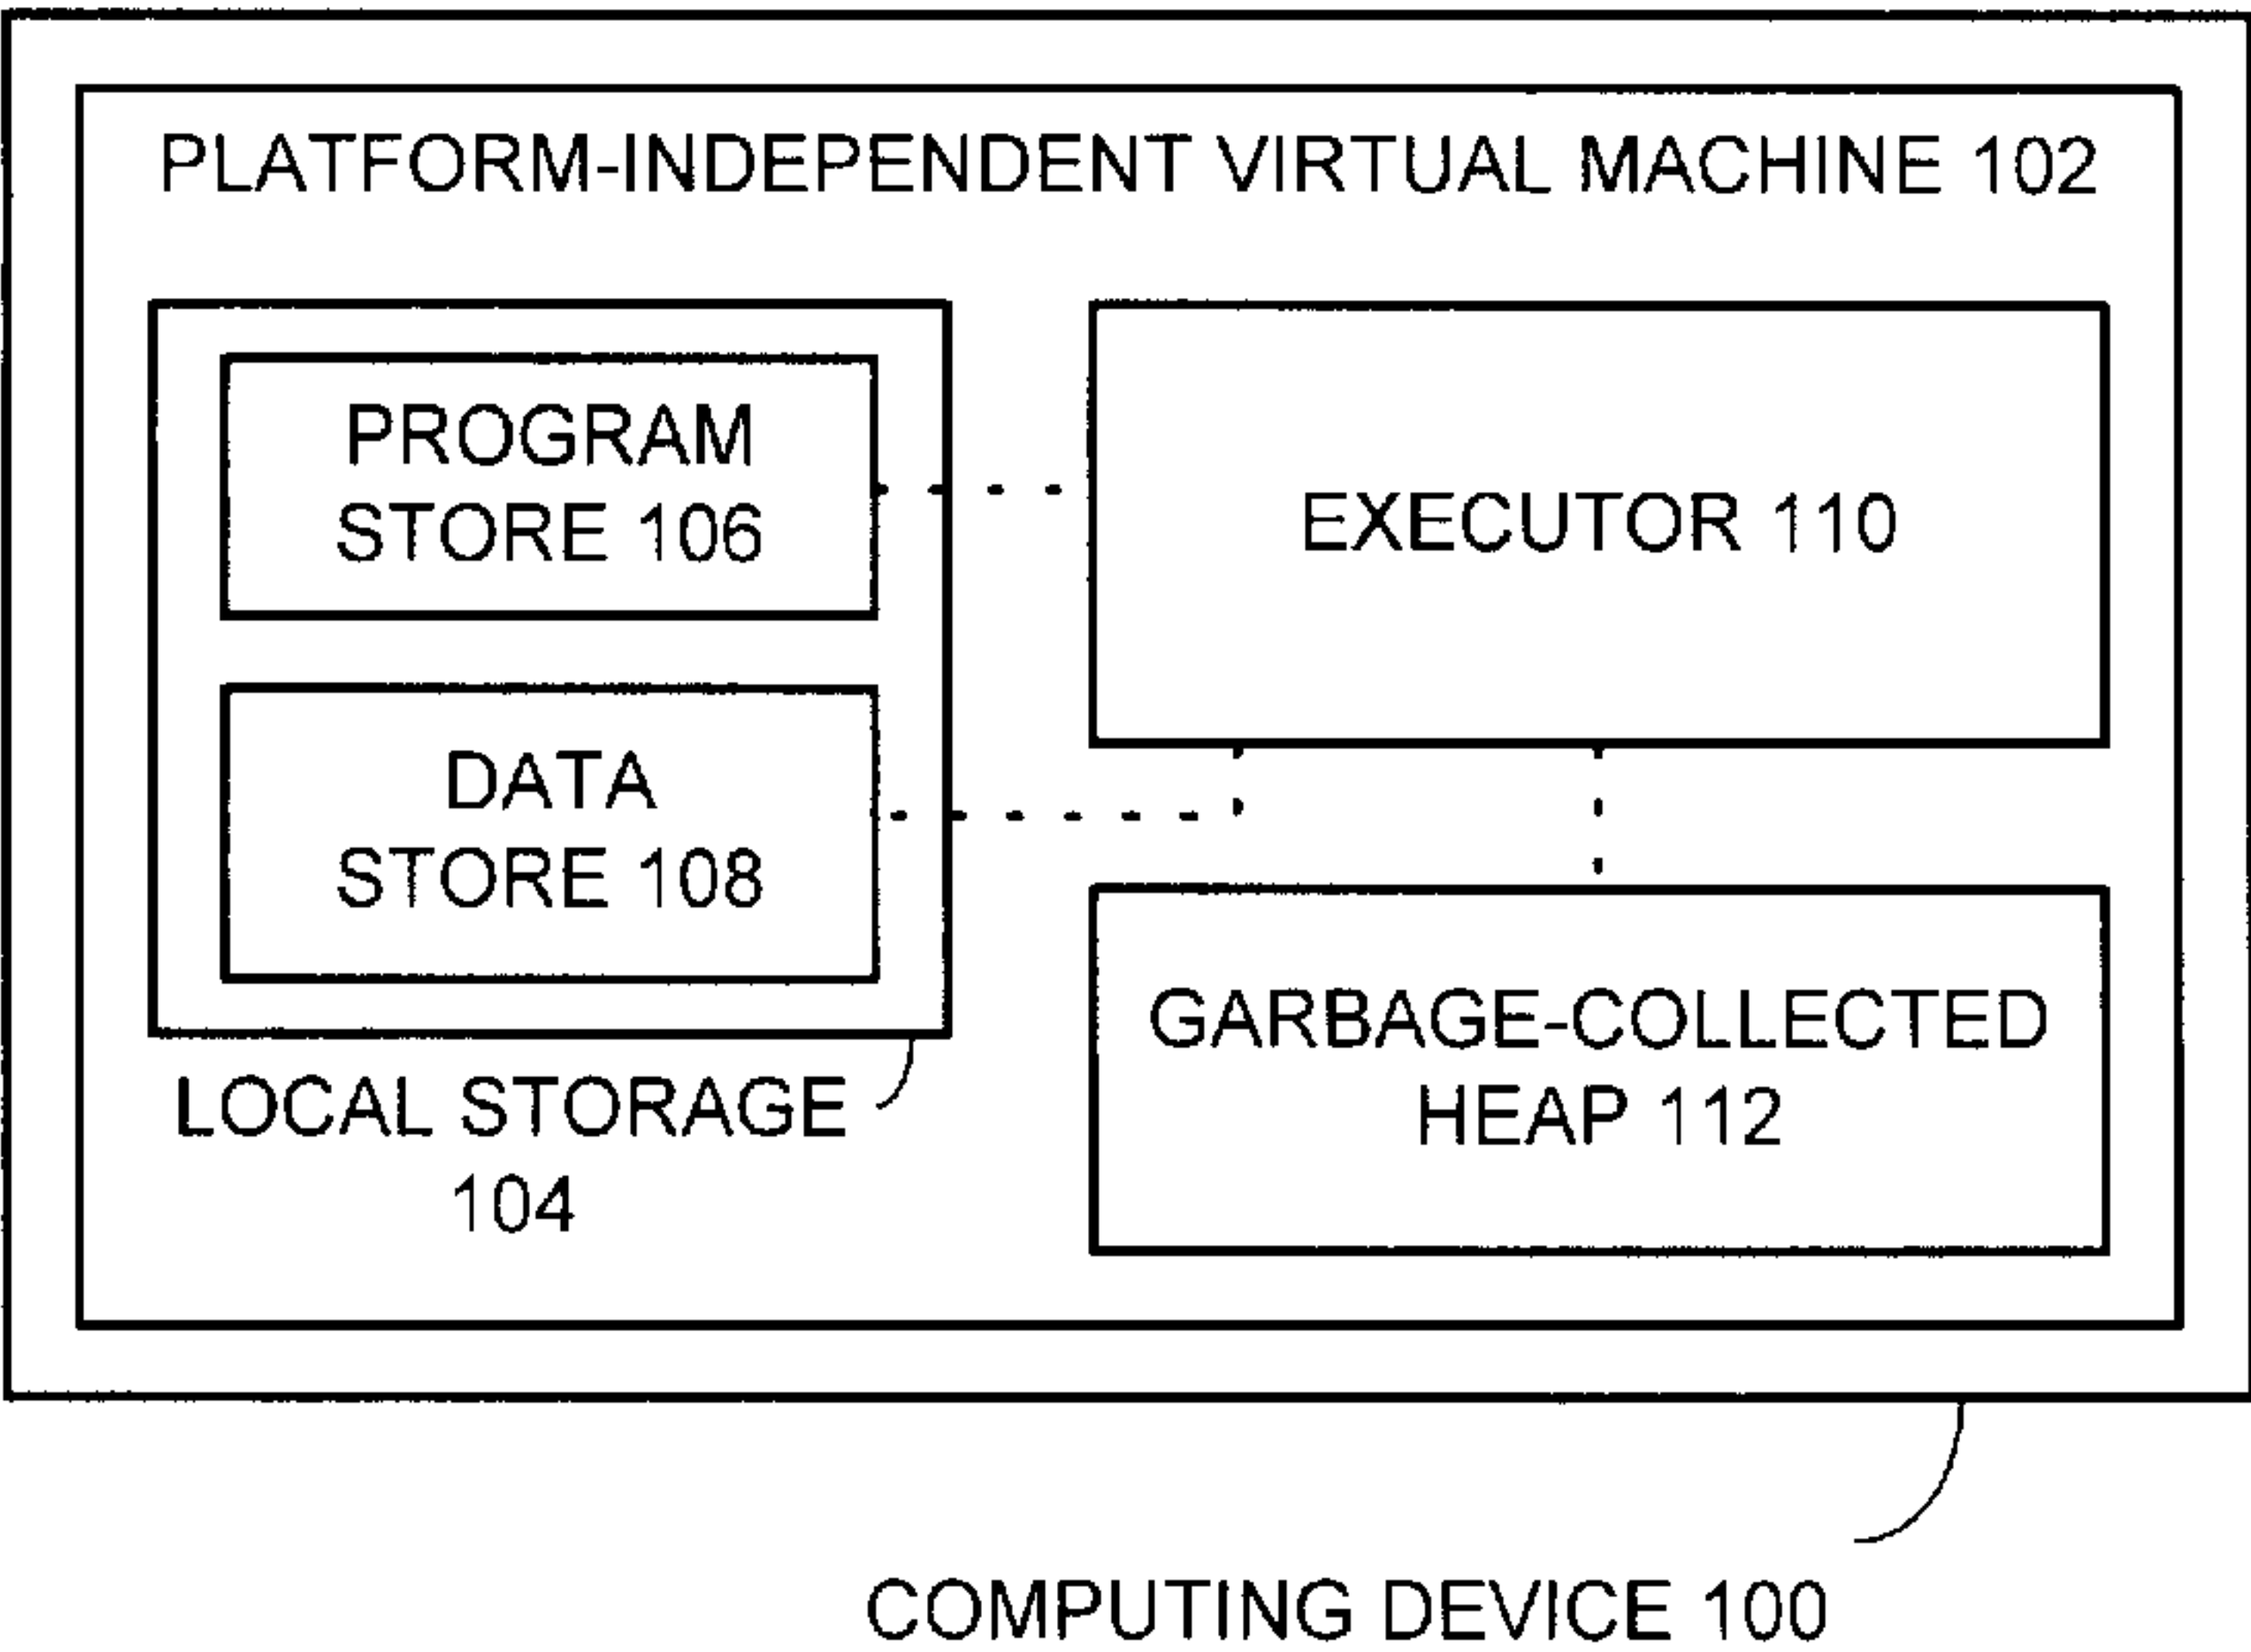 PLATFORM-INDEPENDENT VIRTUAL MACHINE 102
PROGRAM
STORE 106
EXECUTOR 110
DATA
STORE 108
GARBAGE-COLLECTED
HEAP 112
LOCAL STORAGE
104
COMPUTING DEVICE 100